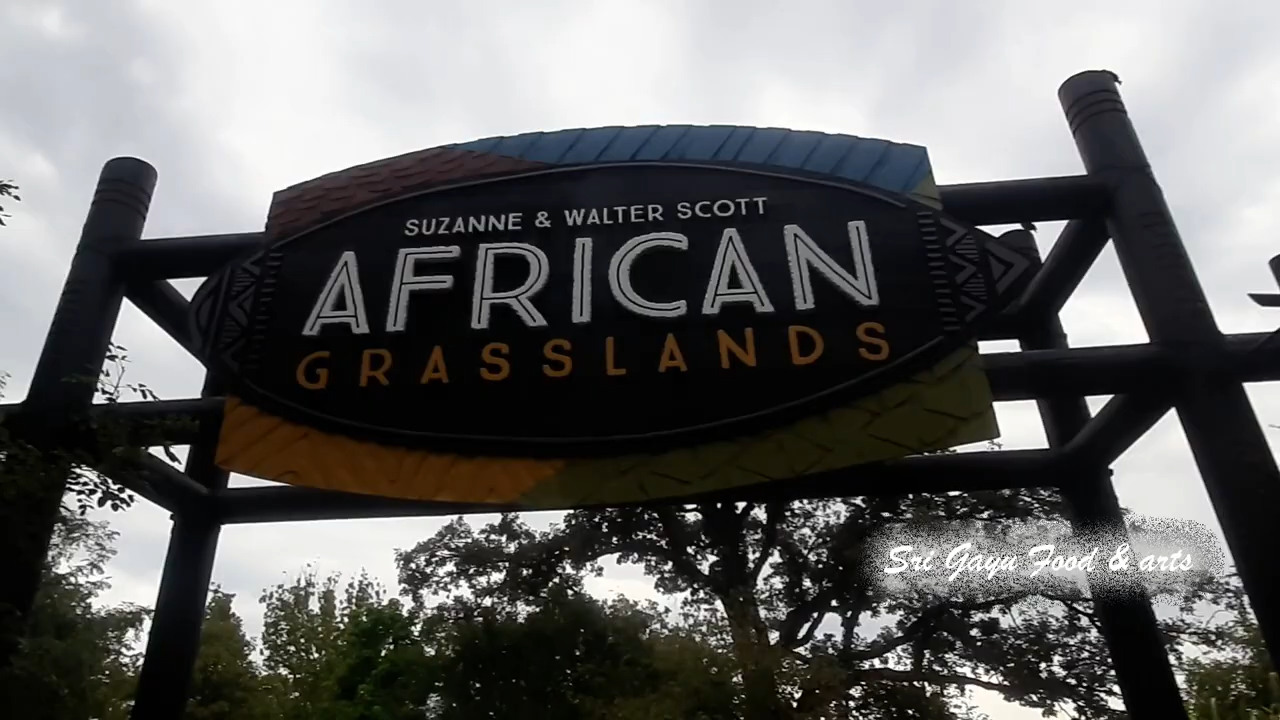 SUZANNE & WALTER SCOTT
AFRICAN
GRASSLANDS
Sri Gayu Food & arts